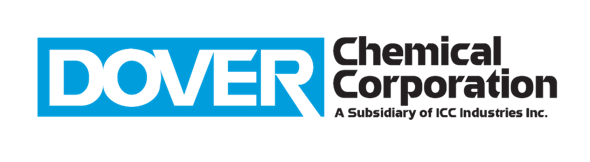 DOVER
Chemical
Corporation
A Subsidiary of ICC Industries Inc.